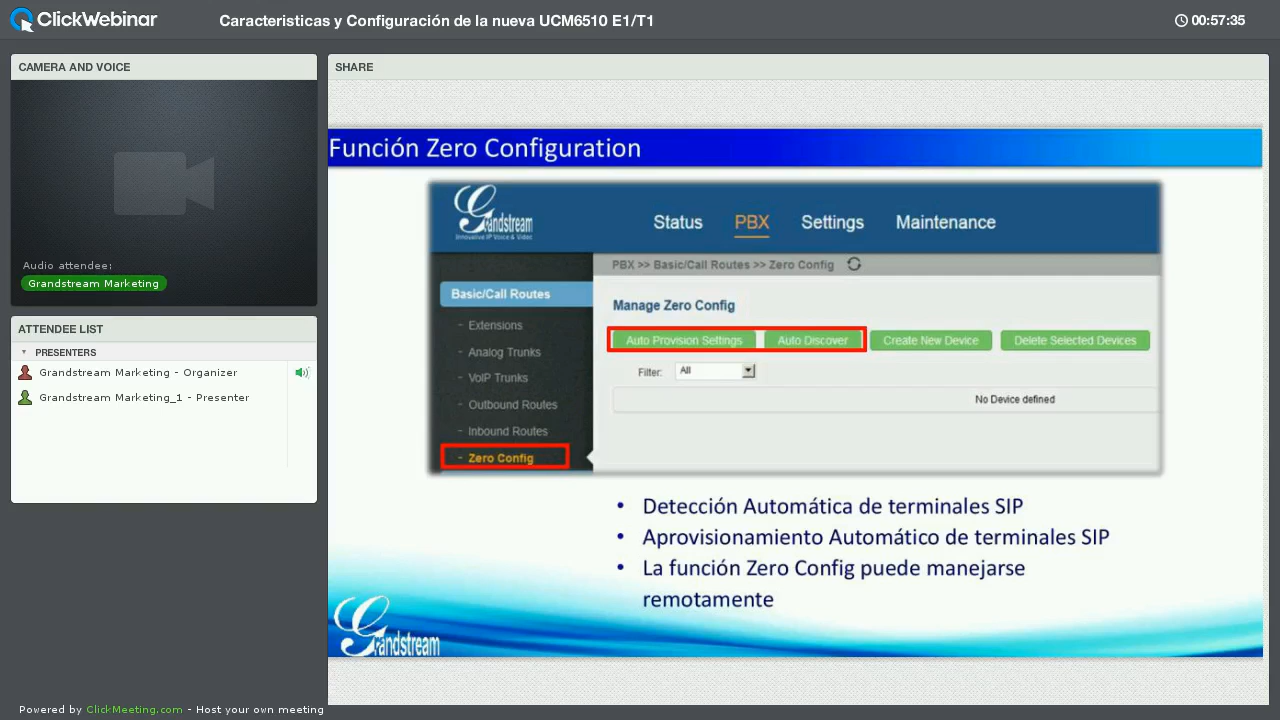 ClickWebinar
Caracteristicas y Configuración de la nueva UCM6510 E1/T1
00:57:35
CAMERA AND VOICE
Audio attendee:
Grandstream Marketing
ATTENDEE LIST
PRESENTERS
Grandstream Marketing - Organizer
Grandstream Marketing_1 - Presenter
Powered by ClickMeeting.com - Host your own meeting
SHARE
Función Zero Configuration
Grandstream
Innovative IP Voice & Video
Status PBX Settings Maintenance
PBX >> Basic/Call Routes >> Zero Config
Basic/Call Routes
- Extensions
- Analog Trunks
- VoIP Trunks
- Outbound Routes
- Inbound Routes
- Zero Config
Manage Zero Config
Auto Provision Settings Auto Discover Create New Device Delete Selected Devices
Filter: All
No Device defined
• Detección Automática de terminales SIP
• Aprovisionamiento Automático de terminales SIP
• La función Zero Config puede manejarse
remotamente
Grandstream